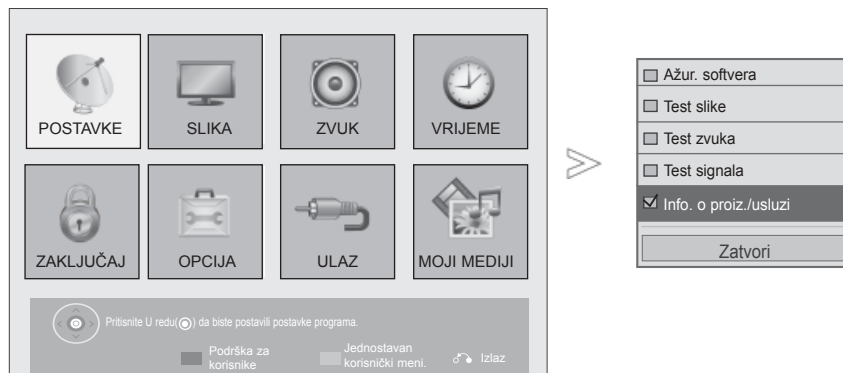 POSTAVKE
SLIKA
ZVUK
VRIJEME
ZAKLJUČAJ
OPCIJA
ULAZ
MOJI MEDIJI
Pritisnite U redu(◉) da biste postavili postavke programa.
Podrška za
korisnike
Jednostavan
korisnički meni.
Izlaz
Ažur. softvera
Test slike
Test zvuka
Test signala
Info. o proiz./usluzi
Zatvori